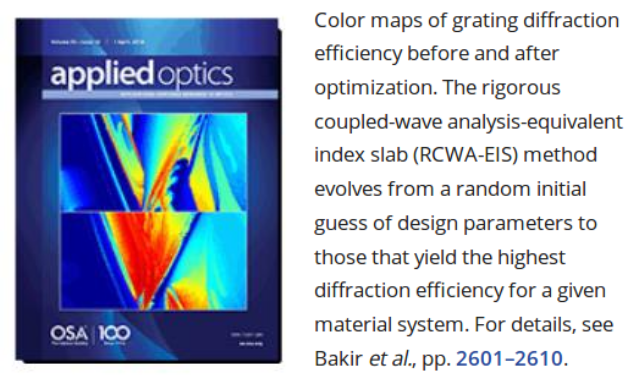 applied optics
OSA 100
Color maps of grating diffraction
efficiency before and after
optimization. The rigorous
coupled-wave analysis-equivalent
index slab (RCWA-EIS) method
evolves from a random initial
guess of design parameters to
those that yield the highest
diffraction efficiency for a given
material system. For details, see
Bakir et al., pp. 2601–2610.